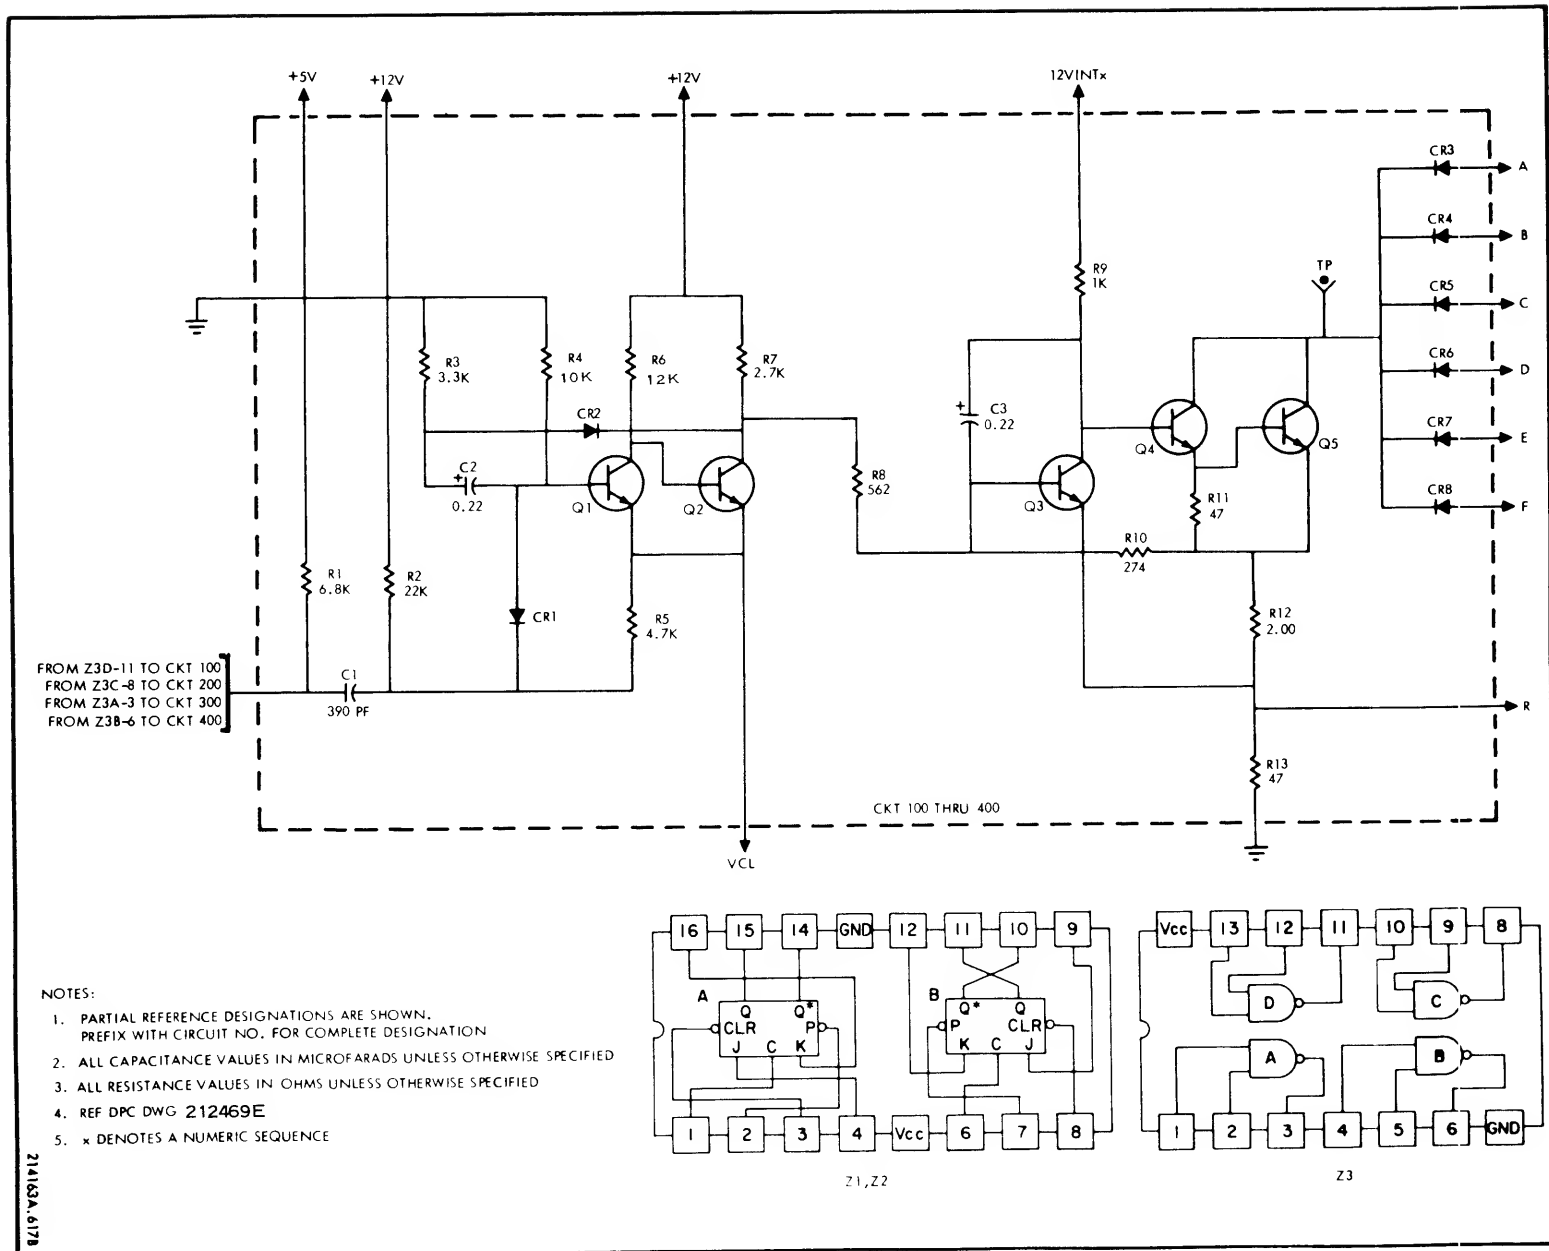 +5V
+12V
+12V
12VINTx
CR3
A
CR4
B
TP
R9
1K
CR5
C
R3
3.3K
R4
10K
R6
12K
R7
2.7K
CR6
D
CR2
C3
0.22
CR7
E
Q4
Q5
C2
0.22
Q1
Q2
R8
562
Q3
R11
47
CR8
F
R10
274
R1
6.8K
R2
22K
CR1
R5
4.7K
R12
2.00
FROM Z3D-11 TO CKT 100
FROM Z3C-8 TO CKT 200
FROM Z3A-3 TO CKT 300
FROM Z3B-6 TO CKT 400
C1
390 PF
R
R13
47
CKT 100 THRU 400
VCL
16 15 14 GND 12 11 10 9
A Q Q* B Q* Q
CLR P P CLR
J C K K C J
1 2 3 4 Vcc 6 7 8
Z1,Z2
Vcc 13 12 11 10 9 8
D C
A B
1 2 3 4 5 6 GND
Z3
NOTES:
1. PARTIAL REFERENCE DESIGNATIONS ARE SHOWN.
PREFIX WITH CIRCUIT NO. FOR COMPLETE DESIGNATION
2. ALL CAPACITANCE VALUES IN MICROFARADS UNLESS OTHERWISE SPECIFIED
3. ALL RESISTANCE VALUES IN OHMS UNLESS OTHERWISE SPECIFIED
4. REF DPC DWG 212469E
5. x DENOTES A NUMERIC SEQUENCE
214163A.617B